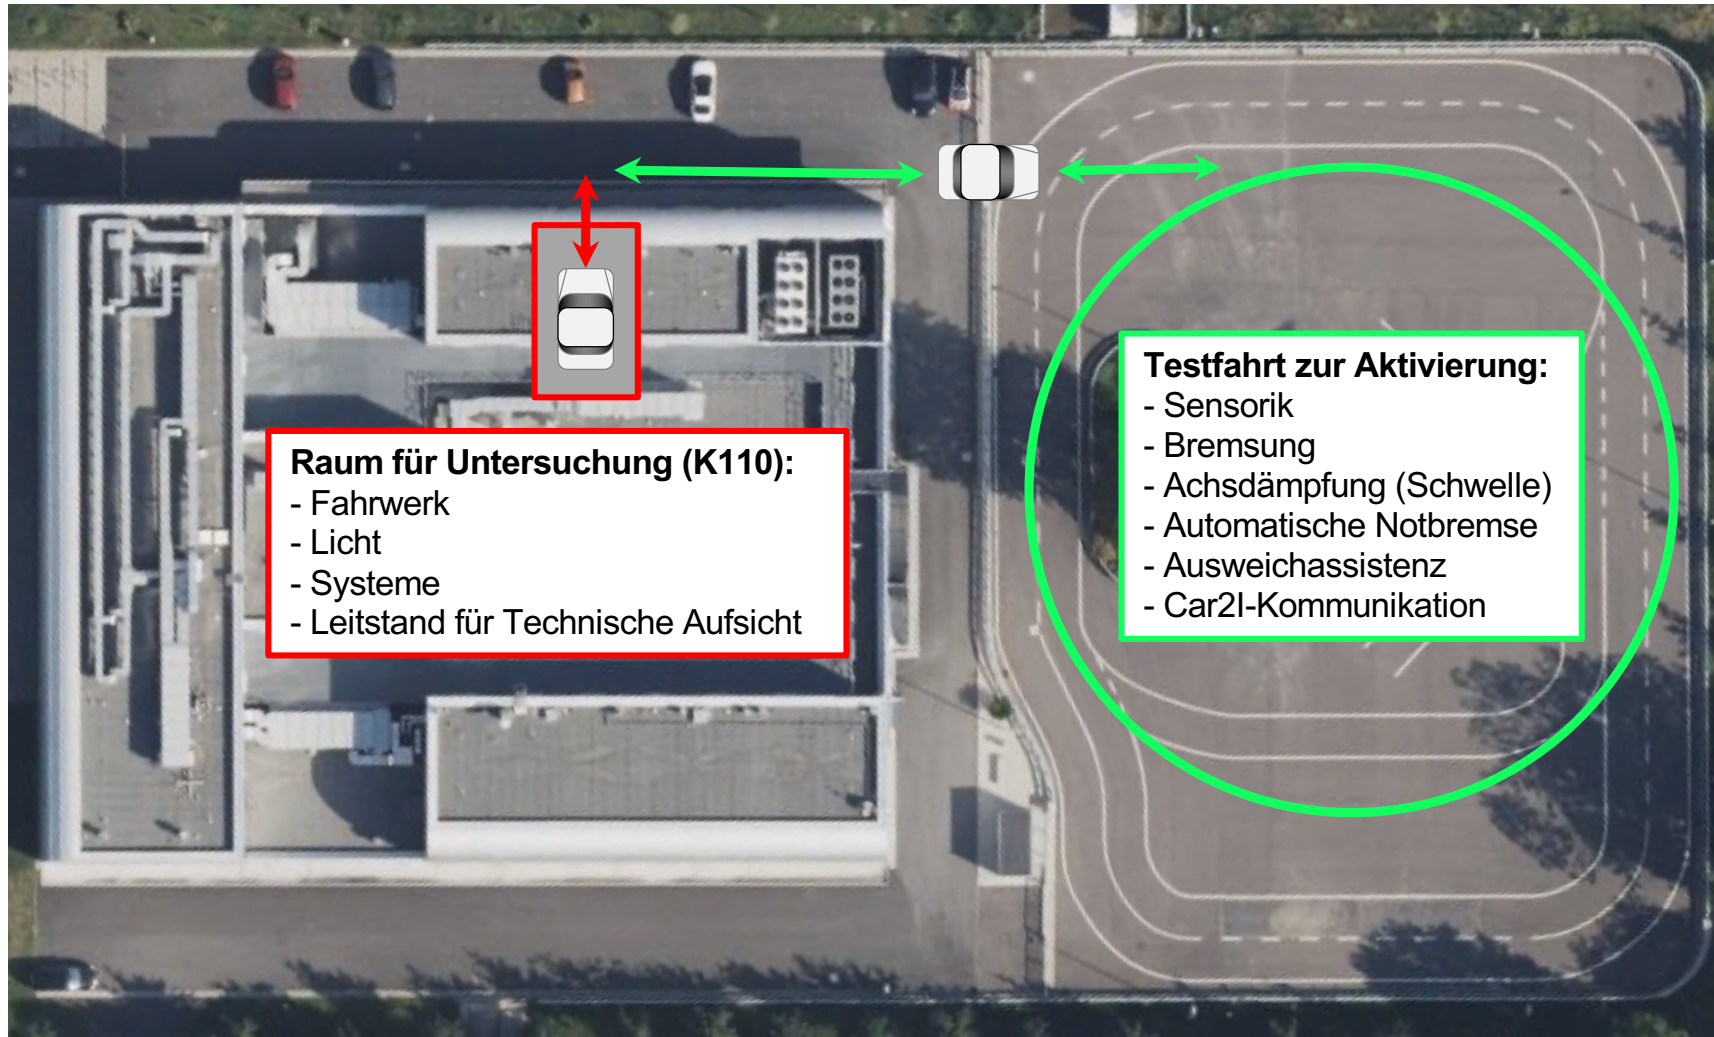 Testfahrt zur Aktivierung:
- Sensorik
- Bremsung
- Achsdämpfung (Schwelle)
- Automatische Notbremse
- Ausweichassistenz
- Car2I-Kommunikation
Raum für Untersuchung (K110):
- Fahrwerk
- Licht
- Systeme
- Leitstand für Technische Aufsicht